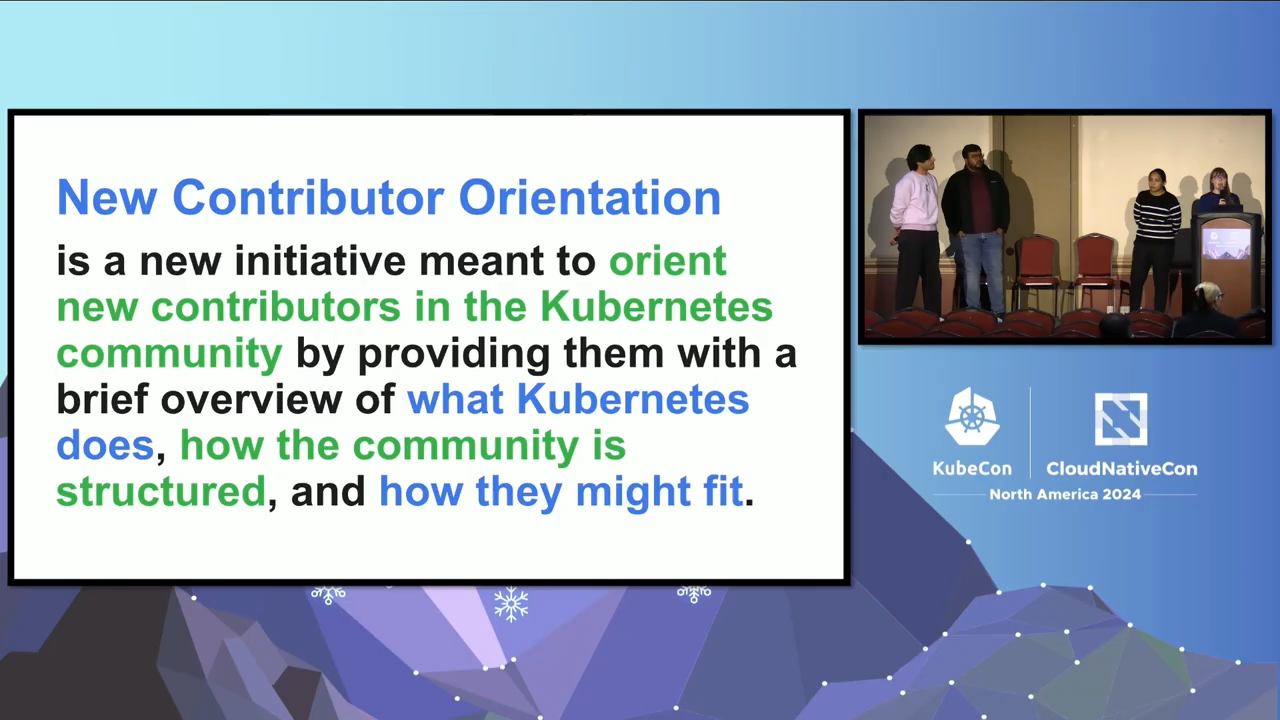 New Contributor Orientation
is a new initiative meant to orient
new contributors in the Kubernetes
community by providing them with a
brief overview of what Kubernetes
does, how the community is
structured, and how they might fit.
KubeCon
CloudNativeCon
North America 2024